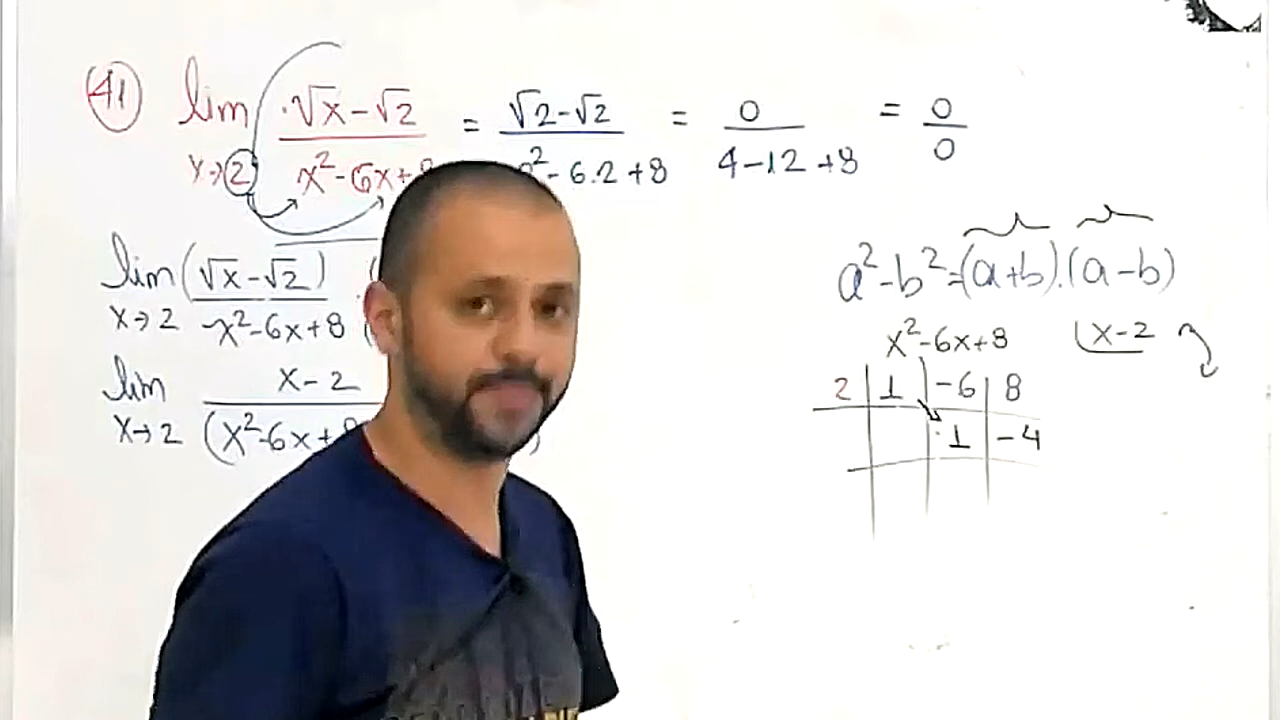 41 lim x→2 √x-√2 / x²-6x+ = √2-√2 / ²-6.2+8 = 0 / 4-12+8 = 0 / 0
lim x→2 (√x-√2) / x²-6x+8 (
lim x→2 x-2 / (x²-6x+ )
a²-b²=(a+b).(a-b)
x²-6x+8 x-2
2 1 -6 8
1 -4